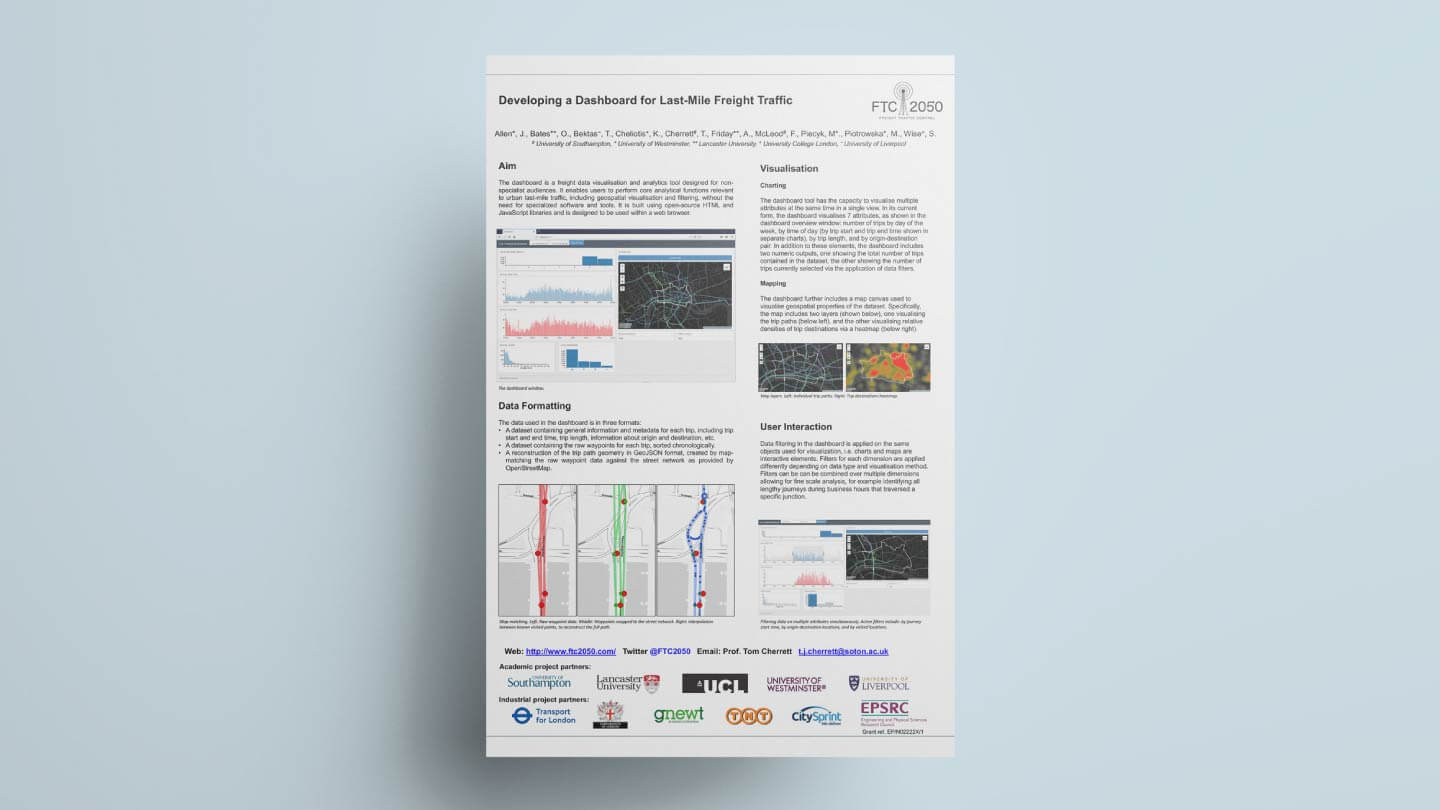 Developing a Dashboard for Last-Mile Freight Traffic
FTC 2050
FREIGHT TRAFFIC CONTROL
Allen*, J., Bates**, O., Bektas⁻, T., Cheliotis⁺, K., Cherrett#, T., Friday**, A., McLeod#, F., Piecyk, M*., Piotrowska*, M., Wise⁺, S.
# University of Southampton, * University of Westminster, ** Lancaster University, ⁺ University College London, ⁻ University of Liverpool
Aim
The dashboard is a freight data visualisation and analytics tool designed for non-
specialist audiences. It enables users to perform core analytical functions relevant
to urban last-mile traffic, including geospatial visualisation and filtering, without the
need for specialized software and tools. It is built using open-source HTML and
JavaScript libraries and is designed to be used within a web browser.
The dashboard window.
Data Formatting
The data used in the dashboard is in three formats:
• A dataset containing general information and metadata for each trip, including trip
start and end time, trip length, information about origin and destination, etc.
• A dataset containing the raw waypoints for each trip, sorted chronologically.
• A reconstruction of the trip path geometry in GeoJSON format, created by map-
matching the raw waypoint data against the street network as provided by
OpenStreetMap.
Map matching. Left: Raw waypoint data. Middle: Waypoints snapped to the street network. Right: Interpolation
between known visited points, to reconstruct the full path.
Visualisation
Charting
The dashboard tool has the capacity to visualise multiple
attributes at the same time in a single view. In its current
form, the dashboard visualises 7 attributes, as shown in the
dashboard overview window: number of trips by day of the
week, by time of day (by trip start and trip end time shown in
separate charts), by trip length, and by origin-destination
pair. In addition to these elements, the dashboard includes
two numeric outputs, one showing the total number of trips
contained in the dataset, the other showing the number of
trips currently selected via the application of data filters.
Mapping
The dashboard further includes a map canvas used to
visualise geospatial properties of the dataset. Specifically,
the map includes two layers (shown below), one visualising
the trip paths (below left), and the other visualising relative
densities of trip destinations via a heatmap (below right).
Map layers. Left: Individual trip paths. Right: Trip destinations heatmap.
User Interaction
Data filtering in the dashboard is applied on the same
objects used for visualization, i.e. charts and maps are
interactive elements. Filters for each dimension are applied
differently depending on data type and visualisation method.
Filters can be can be combined over multiple dimensions
allowing for fine scale analysis, for example identifying all
lengthy journeys during business hours that traversed a
specific junction.
Filtering data on multiple attributes simultaneously. Active filters include: by journey
start time, by origin-destination locations, and by visited locations.
Web: http://www.ftc2050.com/ Twitter @FTC2050 Email: Prof. Tom Cherrett t.j.cherrett@soton.ac.uk
Academic project partners:
UNIVERSITY OF
Southampton
Lancaster
University
UCL
UNIVERSITY OF
WESTMINSTER
UNIVERSITY OF
LIVERPOOL
Industrial project partners:
Transport
for London
gnewt
TNT
CitySprint
EPSRC
Engineering and Physical Sciences
Research Council
Grant ref. EP/N02222X/1